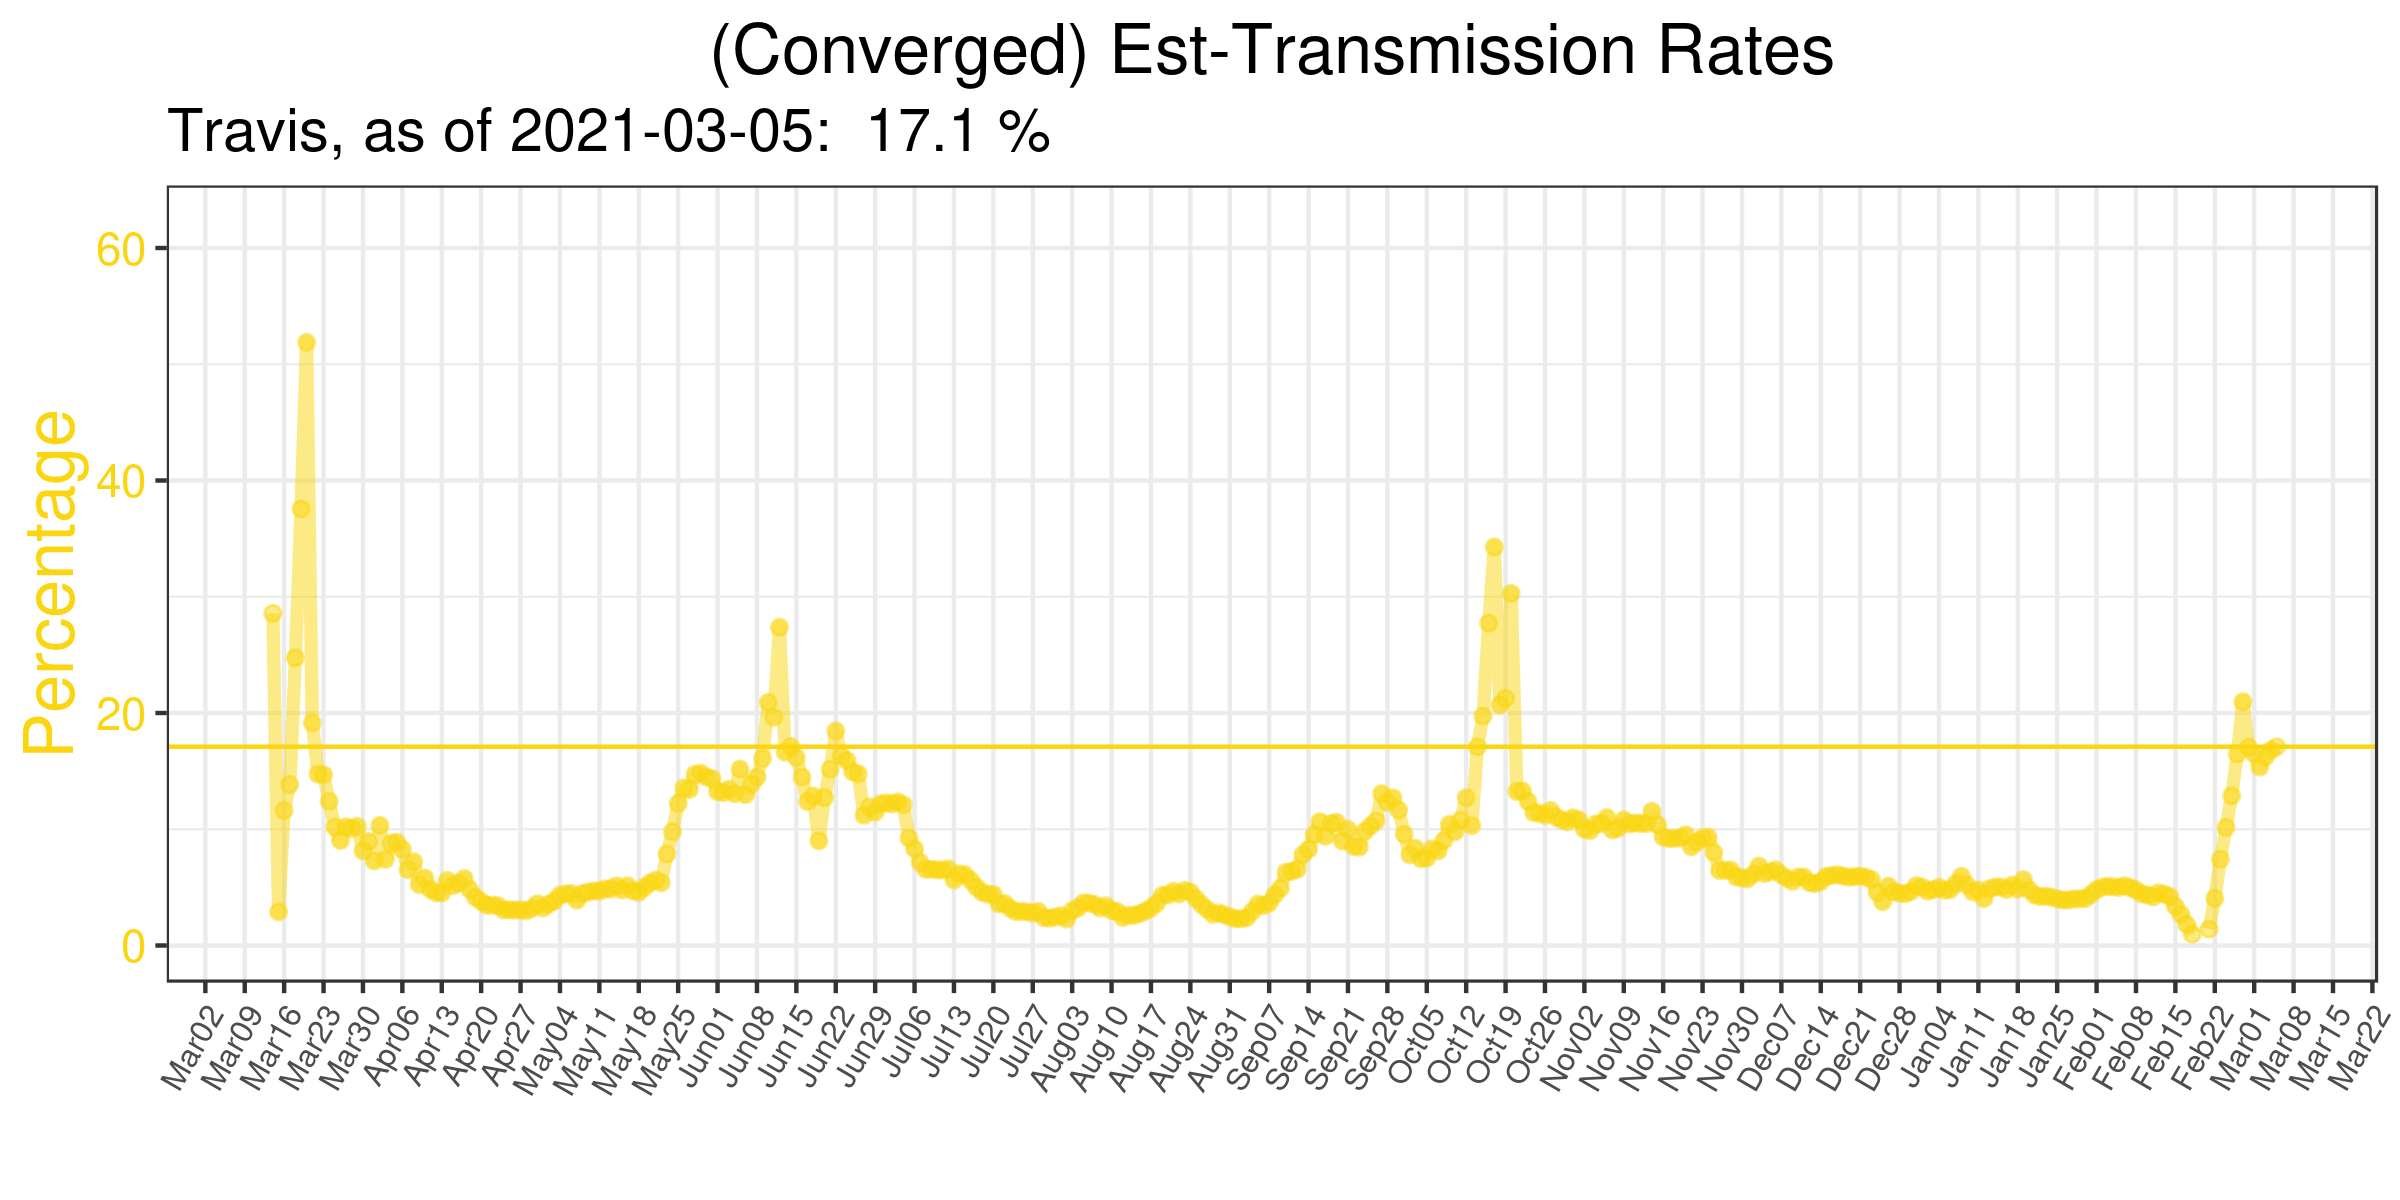 (Converged) Est-Transmission Rates
Travis, as of 2021-03-05:  17.1 %
Percentage
60
40
20
0
Mar02
Mar09
Mar16
Mar23
Mar30
Apr06
Apr13
Apr20
Apr27
May04
May11
May18
May25
Jun01
Jun08
Jun15
Jun22
Jun29
Jul06
Jul13
Jul20
Jul27
Aug03
Aug10
Aug17
Aug24
Aug31
Sep07
Sep14
Sep21
Sep28
Oct05
Oct12
Oct19
Oct26
Nov02
Nov09
Nov16
Nov23
Nov30
Dec07
Dec14
Dec21
Dec28
Jan04
Jan11
Jan18
Jan25
Feb01
Feb08
Feb15
Feb22
Mar01
Mar08
Mar15
Mar22